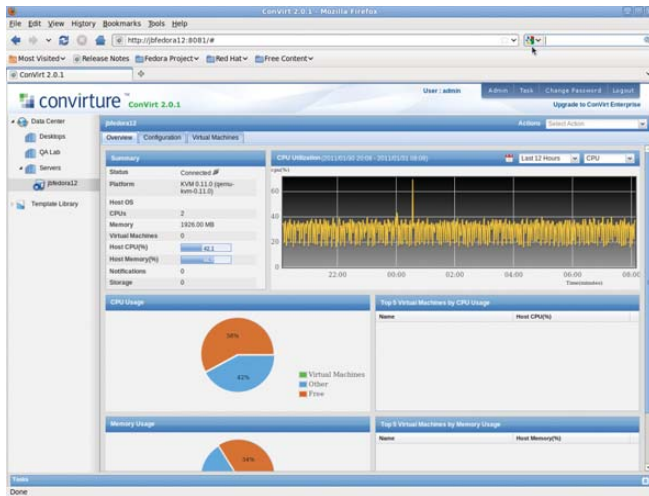 ConVirt 2.0.1 - Mozilla Firefox
File Edit View History Bookmarks Tools Help
http://jbfedora12:8081/#
Most Visited Release Notes Fedora Project Red Hat Free Content
ConVirt 2.0.1
convirture ™ ConVirt 2.0.1
User : admin
Admin Task Change Password Logout
Upgrade to ConVirt Enterprise
Data Center
Desktops
QA Lab
Servers
jbfedora12
Template Library
jbfedora12
Actions Select Action
Overview Configuration Virtual Machines
Summary
Status Connected
Platform KVM 0.11.0 (qemu-
kvm-0.11.0)
Host OS
CPUs 2
Memory 1926.00 MB
Virtual Machines 0
Host CPU(%) 42.1
Host Memory(%)
Notifications 0
Storage 0
CPU Utilization
Last 12 Hours CPU
cpu(%)
60
40
20
0
22:00 00:00 02:00 04:00 06:00 08:00
Time(minutes)
CPU Usage
58%
42%
Virtual Machines
Other
Free
Top 5 Virtual Machines by CPU Usage
Name Host CPU(%)
Memory Usage
54%
Top 5 Virtual Machines by Memory Usage
Name Host Memory(%)
Tasks
Done